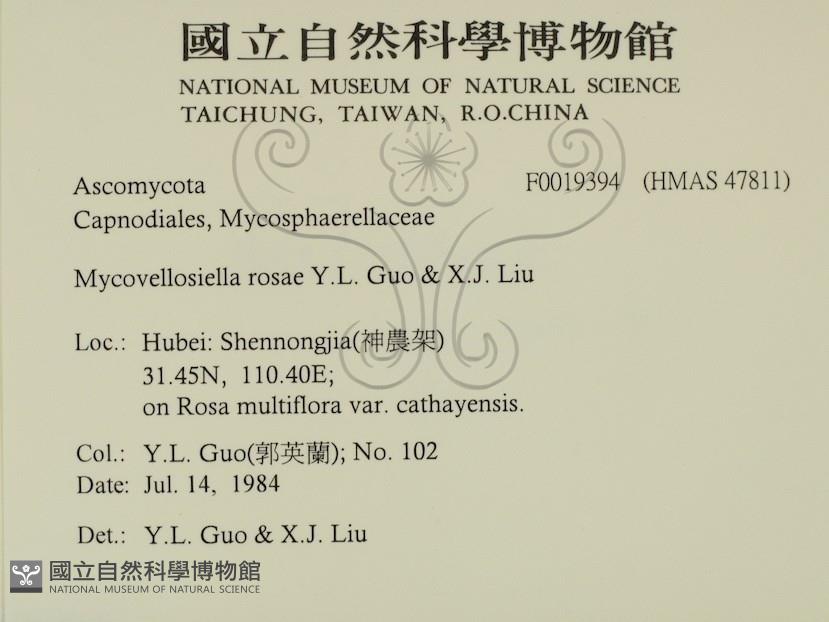 國立自然科學博物館
NATIONAL MUSEUM OF NATURAL SCIENCE
TAICHUNG, TAIWAN, R.O.CHINA
Ascomycota F0019394 (HMAS 47811)
Capnodiales, Mycosphaerellaceae
Mycovellosiella rosae Y.L. Guo & X.J. Liu
Loc.: Hubei: Shennongjia(神農架)
31.45N, 110.40E;
on Rosa multiflora var. cathayensis.
Col.: Y.L. Guo(郭英蘭); No. 102
Date: Jul. 14, 1984
Det.: Y.L. Guo & X.J. Liu
國立自然科學博物館
NATIONAL MUSEUM OF NATURAL SCIENCE